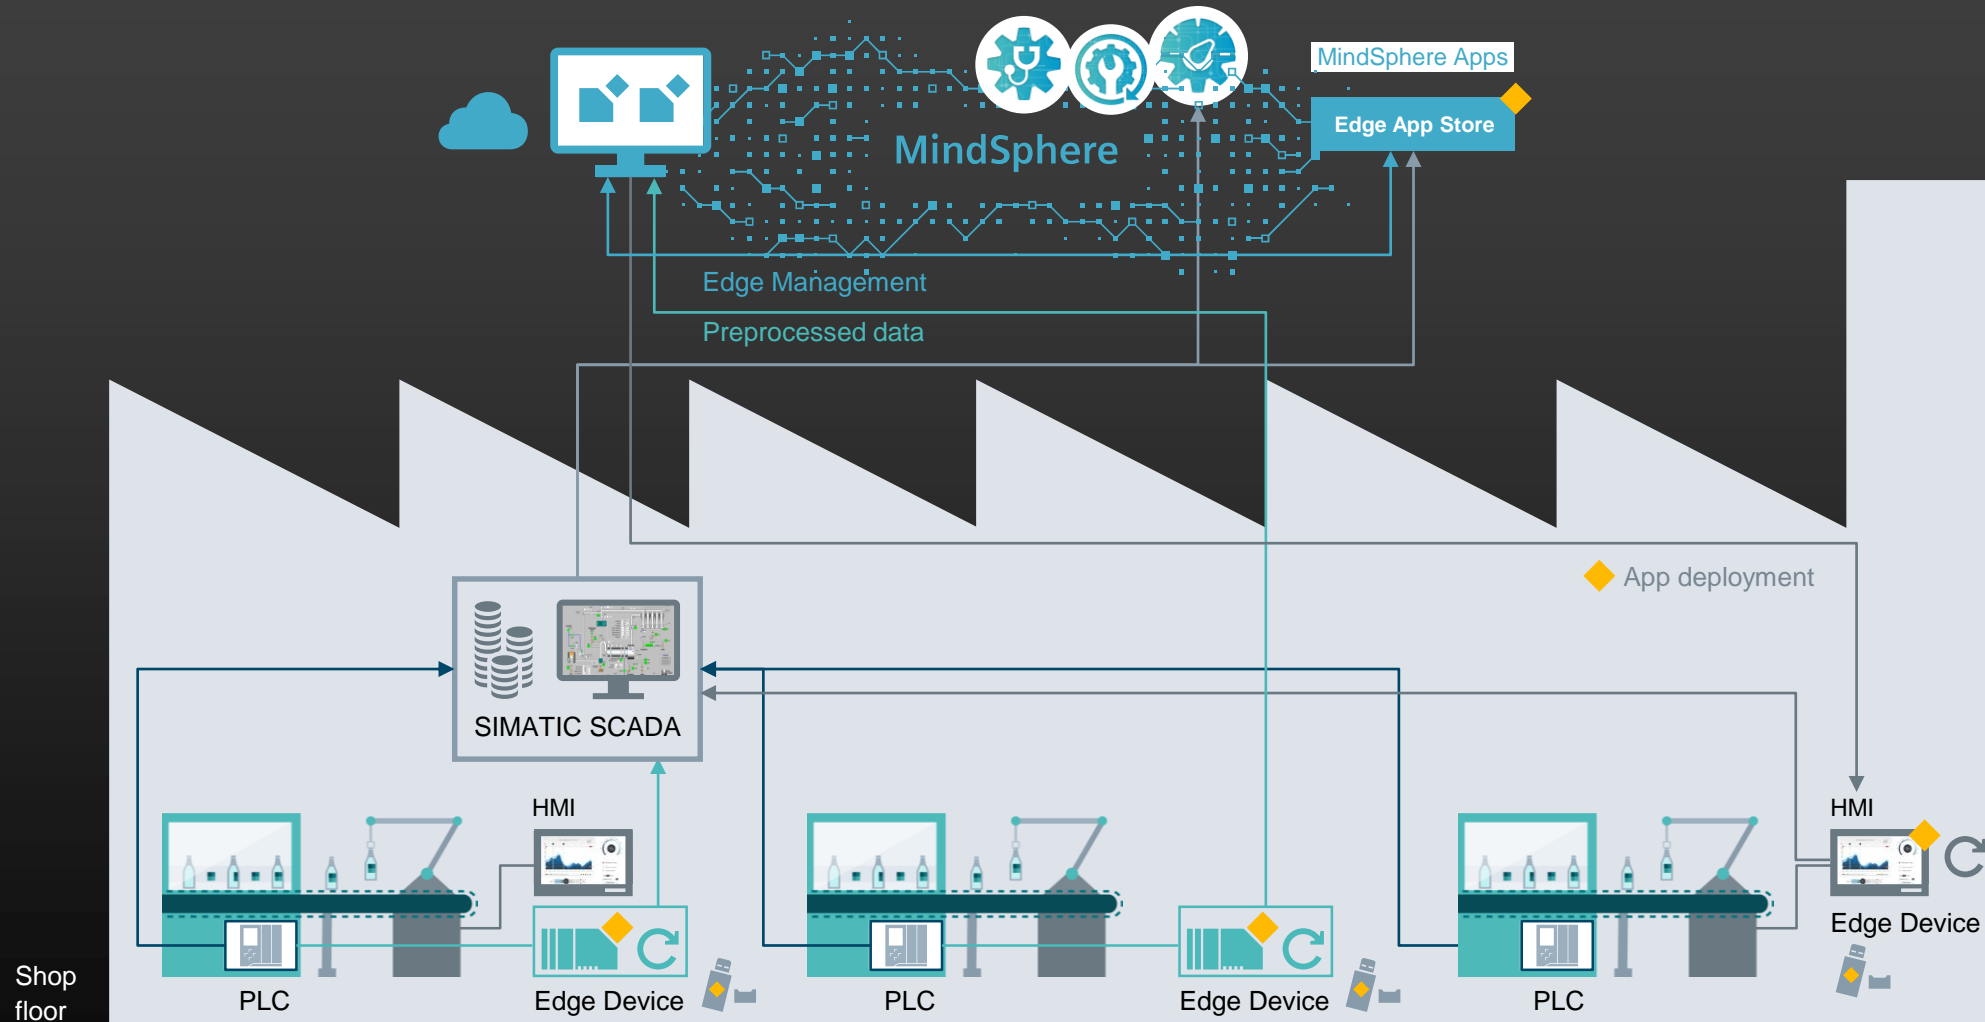 MindSphere Apps
Edge App Store
MindSphere
Edge Management
Preprocessed data
App deployment
SIMATIC SCADA
HMI
HMI
Edge Device
Shop
floor
PLC
Edge Device
PLC
Edge Device
PLC